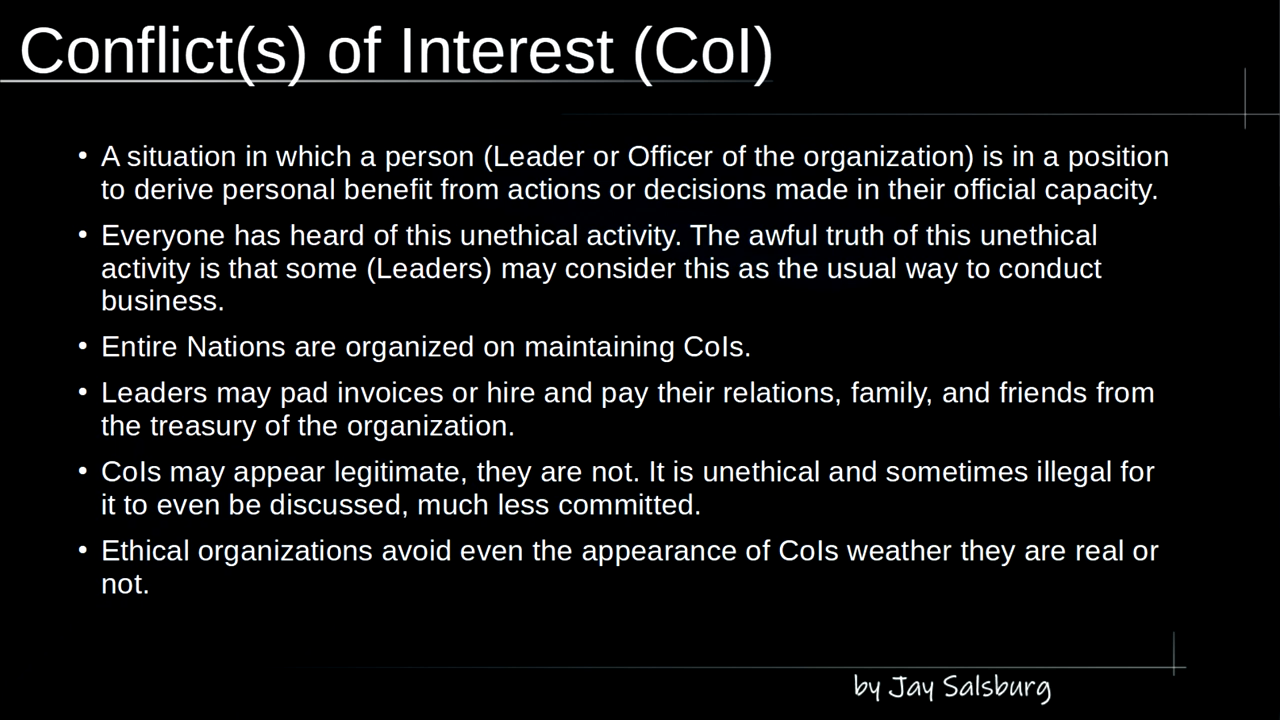 Conflict(s) of Interest (CoI)
• A situation in which a person (Leader or Officer of the organization) is in a position
to derive personal benefit from actions or decisions made in their official capacity.
• Everyone has heard of this unethical activity. The awful truth of this unethical
activity is that some (Leaders) may consider this as the usual way to conduct
business.
• Entire Nations are organized on maintaining CoIs.
• Leaders may pad invoices or hire and pay their relations, family, and friends from
the treasury of the organization.
• CoIs may appear legitimate, they are not. It is unethical and sometimes illegal for
it to even be discussed, much less committed.
• Ethical organizations avoid even the appearance of CoIs weather they are real or
not.
by Jay Salsburg